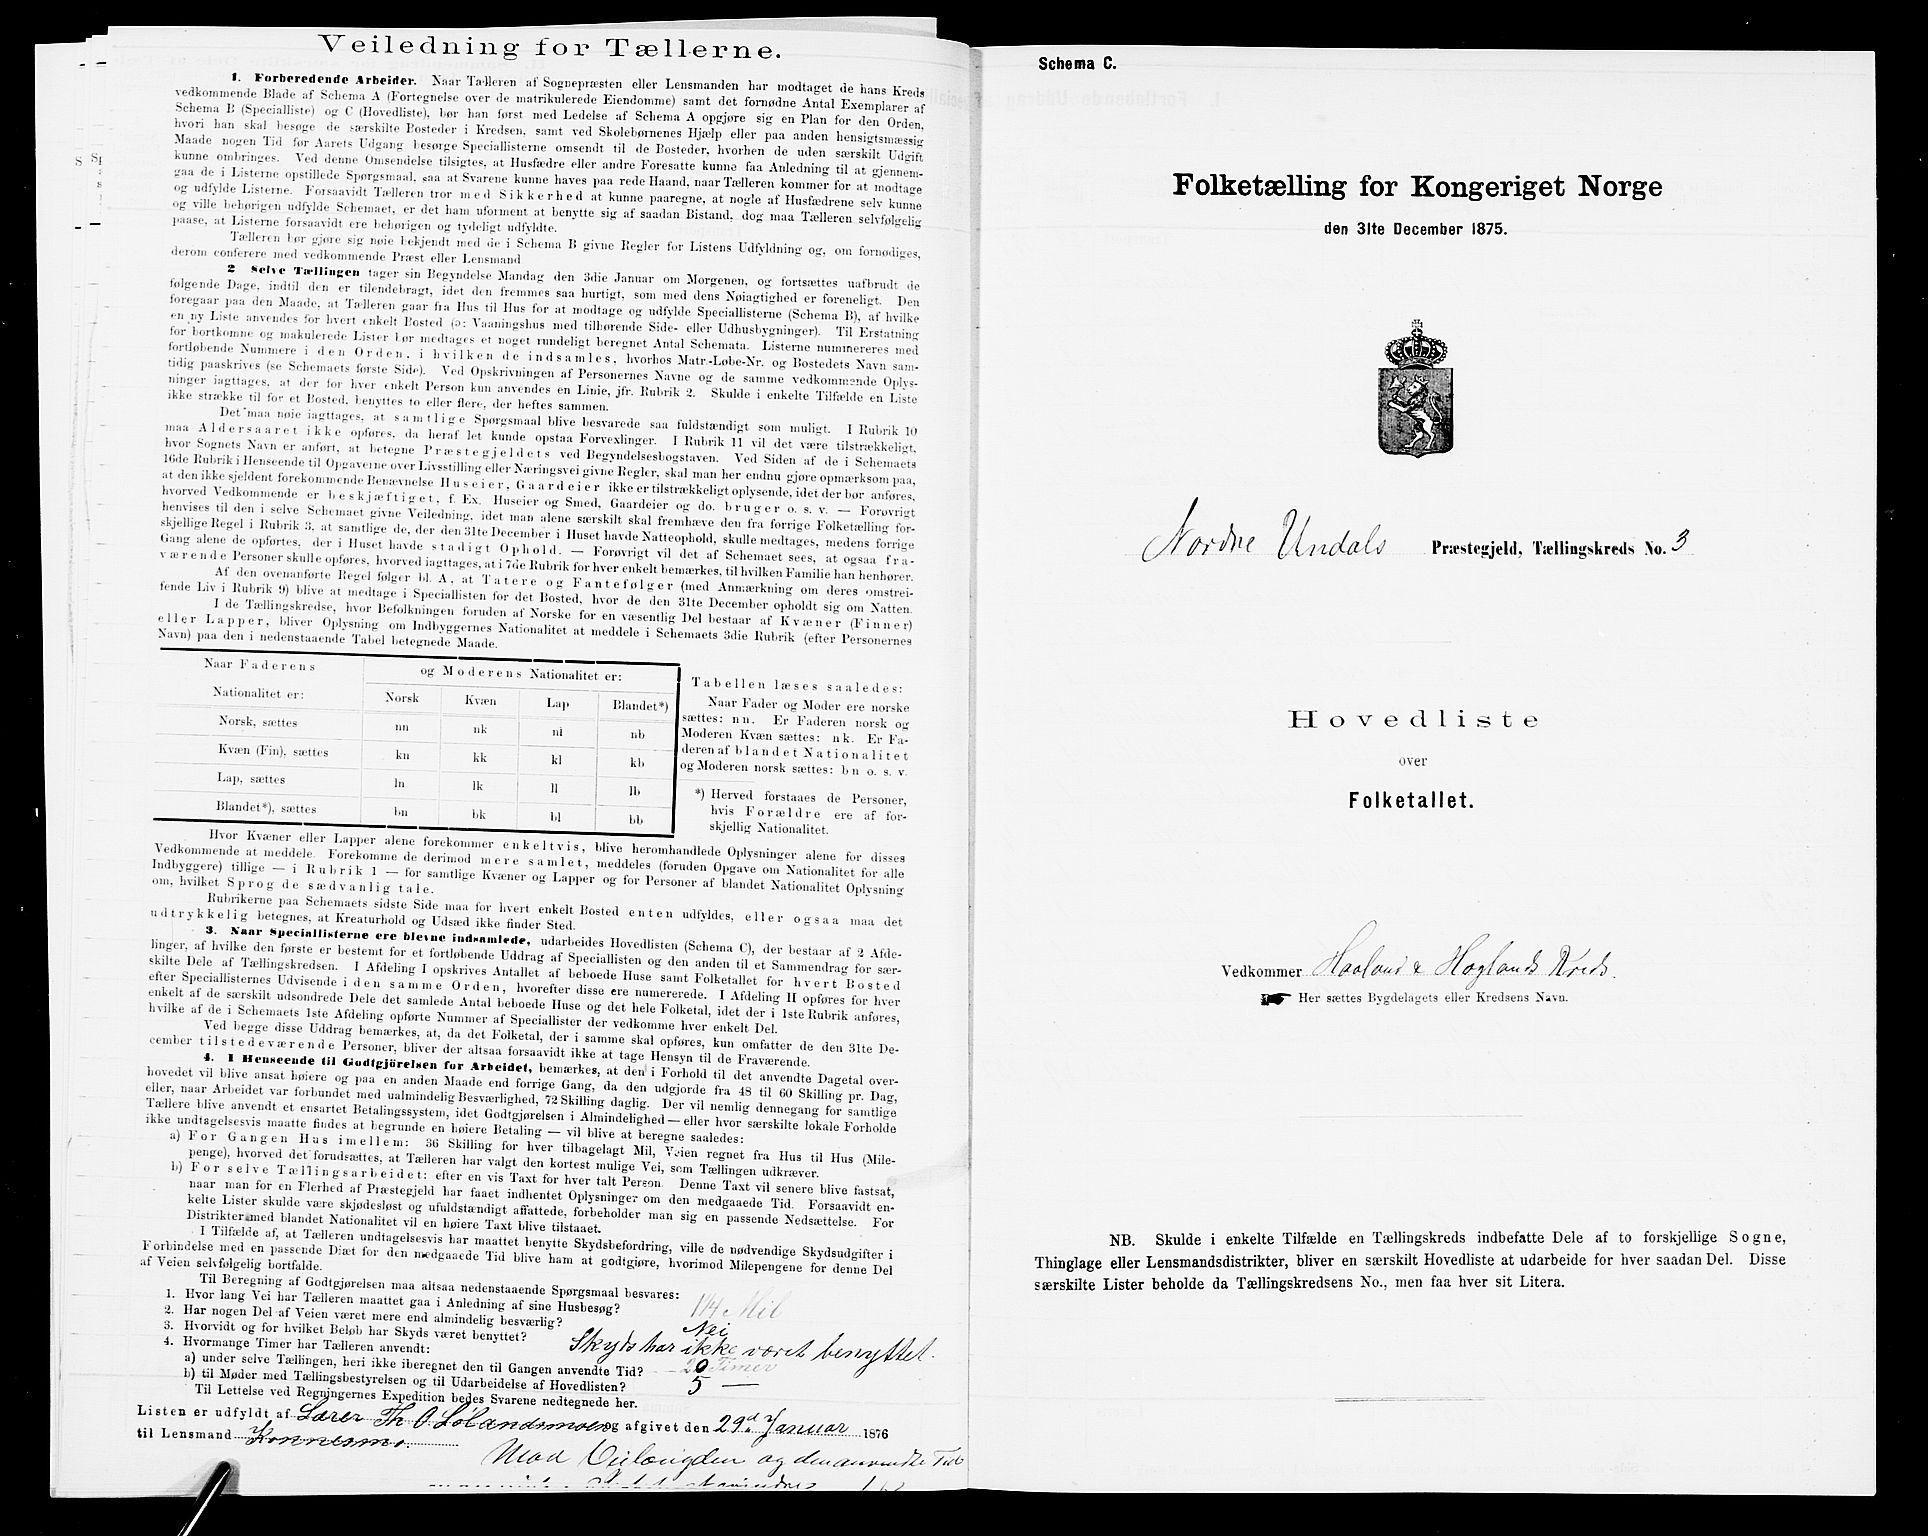 Veiledning for Tællerne.
1. Forberedende Arbeider. Naar Tælleren af Sognepræsten eller Lensmanden har modtaget de hans Kreds
vedkommende Blade af Schema A (Fortegnelse over de matrikulerede Eiendomme) samt det fornødne Antal Exemplarer af
Schema B (Specialliste) og C (Hovedliste), bør han først med Ledelse af Schema A opgjøre sig en Plan for den Orden,
hvori han skal besøge de særskilte Bosteder i Kredsen, samt ved Skolebørnenes Hjælp eller paa anden hensigtsmæssig
Maade nogen Tid før Aarets Udgang besørge Speciallisterne omsendt til de Bosteder, hvorhen de uden særskilt Udgift
kunne ombringes. Ved denne Omsendelse tilsigtes, at Husfædre eller andre Foresatte kunne faa Anledning til at gjennem-
gaa de i Listerne opstillede Spørgsmaal, saa at Svarene kunne haves paa rede Haand, naar Tælleren kommer for at modtage
og udfylde Listerne. Forsaavidt Tælleren tror med Sikkerhed at kunne paaregne, at nogle af Husfædrene selv kunne
og ville behørigen udfylde Schemaet, er det ham uforment at benytte sig af saadan Bistand, dog maa Tælleren selvfølgelig
paase, at Listerne forsaavidt ere behørigen og tydeligt udfyldte.
Tælleren bør gjøre sig nøie bekjendt med de i Schema B givne Regler for Listens Udfyldning og, om fornødiges,
derom conferere med vedkommende Præst eller Lensmand
2 Selve Tællingen tager sin Begyndelse Mandag den 3die Januar om Morgenen, og fortsættes uafbrudt de
følgende Dage, indtil den er tilendebragt, idet den fremmes saa hurtigt, som med dens Nøiagtighed er foreneligt. Den
foregaar paa den Maade, at Tælleren gaar fra Hus til Hus for at modtage og udfylde Speciallisterne (Schema B), af hvilke
en ny Liste anvendes for hvert enkelt Bosted (ɔ: Vaaningshus med tilhørende Side- eller Udhusbygninger). Til Erstatning
for bortkomne og makulerede Lister bør medtages et noget rundeligt beregnet Antal Schemata. Listerne nummereres med
fortløbende Nummere i den Orden, i hvilken de indsamles, hvorhos Matr.-Løbe-Nr. og Bostedets Navn sam-
tidig paaskrives (se Schemaets første Side). Ved Opskrivningen af Personernes Navne og de samme vedkommende Oplys-
ninger iagttages, at der for hver enkelt Person kun anvendes en Linie, jfr. Rubrik 2. Skulde i enkelte Tilfælde en Liste
ikke strække til for et Bosted, benyttes to eller flere, der heftes sammen.
Det maa nøie iagttages, at samtlige Spørgsmaal blive besvarede saa fuldstændigt som muligt. I Rubrik 10
maa Aldersaaret ikke opføres, da heraf let kunde opstaa Forvexlinger. I Rubrik 11 vil det være tilstrækkeligt,
hvor Sognets Navn er anført, at betegne Præstegjeldets ved Begyndelsesbogstaven. Ved Siden af de i Schemaets
16de Rubrik i Henseende til Opgaverne over Livsstilling eller Næringsvei givne Regler, skal man her endnu gjøre opmærksom paa,
at den ikke sjeldent forekommende Benævnelse Huseier, Gaardeier ikke er tilstrækkeligt oplysende, idet der bør anføres,
hvorved Vedkommende er beskjæftiget, f. Ex. Huseier og Smed, Gaardeier og do. bruger o. s. v. — Forøvrigt
henvises til den i selve Schemaet givne Veiledning, idet man alene særskilt skal fremhæve den fra forrige Folketælling for-
skjellige Regel i Rubrik 3, at samtlige de, der den 31te December i Huset havde Natteophold, skulle medtages, medens forrige
Gang alene de opførtes, der i Huset havde stadigt Ophold. — Forøvrigt vil det af Schemaet sees, at ogsaa fra-
værende Personer skulle opføres, hvorved iagttages, at i 7de Rubrik for hver enkelt bemærkes, til hvilken Familie han henhører.
Af den ovenanførte Regel følger bl. A, at Tatere og Fantefølger (med Anmærkning om deres omstrei-
fende Liv i Rubrik 9) blive at medtage i Speciallisten for det Bosted, hvor de den 31te December opholdt sig om Natten.
I de Tællingskredse, hvor Befolkningen foruden af Norske for en væsentlig Del bestaar af Kvæner (Finner)
eller Lapper, bliver Oplysning om Indbyggernes Nationalitet at meddele i Schemaets 3die Rubrik (efter Personernes
Navn) paa den i nedenstaaende Tabel betegnede Maade.
Naar Faderens og Moderens Nationalitet er:
Nationalitet er: Norsk Kvæn Lap Blandet*)
Norsk, sættes nn nk nl nb
Kvæn (Fin), sættes kn kk kl kb
Lap, sættes ln lk ll lb
Blandet*), sættes bn bk bl bb
Tabellen læses saaledes:
Naar Fader og Moder ere norske
sættes: nn. Er Faderen norsk og
Moderen Kvæn sættes: nk. Er Fa-
deren af blandet Nationalitet
og Moderen norsk sættes: bn o. s. v.
*) Herved forstaaes de Personer,
hvis Forældre ere af for-
skjellig Nationalitet.
Hvor Kvæner eller Lapper alene forekommer enkeltvis, blive heromhandlede Oplysninger alene for disses
Vedkommende at meddele. Forekomme de derimod mere samlet, meddeles (foruden Opgave om Nationalitet for alle
Indbyggere) tillige — i Rubrik 1 — for samtlige Kvæner og Lapper og for Personer af blandet Nationalitet Oplysning
om, hvilket Sprog de sædvanlig tale.
Rubrikerne paa Schemaets sidste Side maa for hvert enkelt Bosted enten udfyldes, eller ogsaa maa det
udtrykkelig betegnes, at Kreaturhold og Udsæd ikke finder Sted.
3. Naar Speciallisterne ere blevne indsamlede, udarbeides Hovedlisten (Schema C), der bestaar af 2 Afde-
linger, af hvilke den første er bestemt for et fortløbende Uddrag af Speciallisten og den anden til et Sammendrag for sær-
skilte Dele af Tællingskredsen. I Afdeling I opskrives Antallet af beboede Huse samt Folketallet for hvert Bosted
efter Speciallisternes Udvisende i den samme Orden, hvorefter disse ere numererede. I Afdeling II opføres for hver
enkelt af de særskilt udsondrede Dele det samlede Antal beboede Huse og det hele Folketal, idet der i 1ste Rubrik anføres,
hvilke af de i Schemaets 1ste Afdeling opførte Nummer af Speciallister der vedkomme hver enkelt Del.
Ved begge disse Uddrag bemærkes, at, da det Folketal, der i samme skal opføres, kun omfatter de den 31te De-
cember tilstedeværende Personer, bliver der altsaa forsaavidt ikke at tage Hensyn til de Fraværende.
4. I Henseende til Godtgjörelsen for Arbeidet, bemærkes, at den i Forhold til det anvendte Dagetal over-
hovedet vil blive ansat høiere og paa en anden Maade end forrige Gang, da den udgjorde fra 48 til 60 Skilling pr. Dag,
eller, naar Arbeidet var forbundet med ualmindelig Besværlighed, 72 Skilling daglig. Der vil nemlig dennegang for samtlige
Tællere blive anvendt et ensartet Betalingssystem, idet Godtgjørelsen i Almindelighed — eller hvor særskilte lokale Forholde
ikke undtagelsesvis maatte findes at begrunde en høiere Betaling — vil blive at beregne saaledes:
a) For Gangen Hus imellem: 36 Skilling for hver tilbagelagt Mil, Veien regnet fra Hus til Hus (Mile-
penge), hvorved det forudsættes, at Tælleren har valgt den kortest mulige Vei, som Tællingen udkræver.
b) For selve Tællingsarbeidet: efter en vis Taxt for hver talt Person. Denne Taxt vil senere blive fastsat,
naar man for en Flerhed af Præstegjeld har faaet indhentet Oplysninger om den medgaaede Tid. Forsaavidt en-
kelte Lister skulde være skjødesløst og ufuldstændigt affattede, forbeholder man sig en passende Nedsættelse. For
Distrikter med blandet Nationalitet vil en høiere Taxt blive tilstaaet.
I Tilfælde af, at Tælleren undtagelsesvis har maattet benytte Skydsbefordring, ville de nødvendige Skydsudgifter i
Forbindelse med en passende Diæt for den medgaaede Tid blive ham at godtgiøre, hvorimod Milepengene for denne Del
af Veien selvfølgelig bortfalde.
Til Beregning af Godtgjørelsen maa altsaa nedenstaaende Spørgsmaal besvares:
1. Hvor lang Vei har Tælleren maattet gaa i Anledning af sine Husbesøg? 1 1/4 Mil
2. Har nogen Del af Veien været mere end almindelig besværlig? Nei
3. Hvorvidt og for hvilket Beløb har Skyds været benyttet? Skyds har ikke været benyttet.
4. Hvormange Timer har Tælleren anvendt:
a) under selve Tællingen, heri ikke iberegnet den til Gangen anvendte Tid? 20 Timer
b) til Møder med Tællingsbestyrelsen og til Udarbeidelse af Hovedlisten? 5 —
Til Lettelse ved Regningernes Expedition bedes Svarene nedtegnede her.
Listen er udfyldt af Lærer Th O. Sölandsmoen og afgivet den 29d. Januar 1876
til Lensmand Konnesmo.
Mod Veilængden og den anvendte Tid
Schema C.
Folketælling for Kongeriget Norge
den 31te December 1875.
Nordre Undals Præstegjeld, Tællingskreds No. 3
Hovedliste
over
Folketallet.
Vedkommer Haaland & Høglands Kreds.
Her sættes Bygdelagets eller Kredsens Navn.
NB. Skulde i enkelte Tilfælde en Tællingskreds indbefatte Dele af to forskjellige Sogne,
Thinglage eller Lensmandsdistrikter, bliver en særskilt Hovedliste at udarbeide for hver saadan Del. Disse
særskilte Lister beholde da Tællingskredsens No., men faa hver sit Litera.